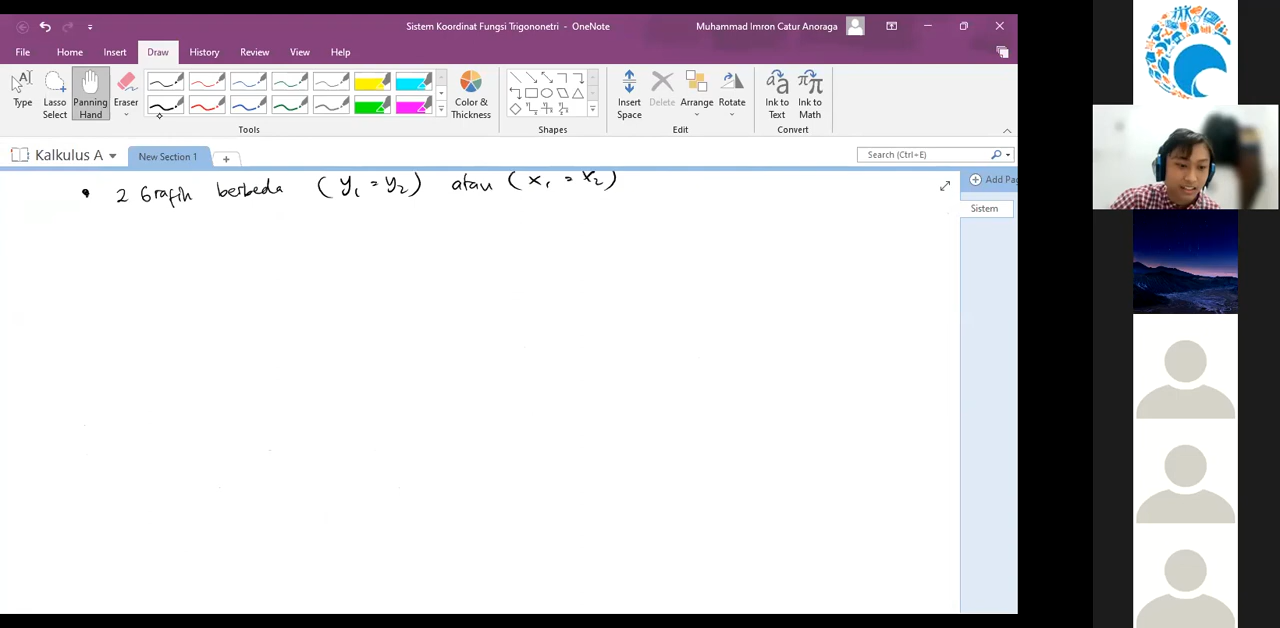 Sistem Koordinat Fungsi Trigononetri - OneNote
Muhammad Imron Catur Anoraga
File Home Insert Draw History Review View Help
Type Lasso Select Panning Hand Eraser Color & Thickness Insert Space Delete Arrange Rotate Ink to Text Ink to Math
Tools Shapes Edit Convert
Kalkulus A New Section 1 Search (Ctrl+E)
Add Pag
• 2 Grafik berbeda (y₁ = y₂) atau (x₁ = x₂)
Sistem